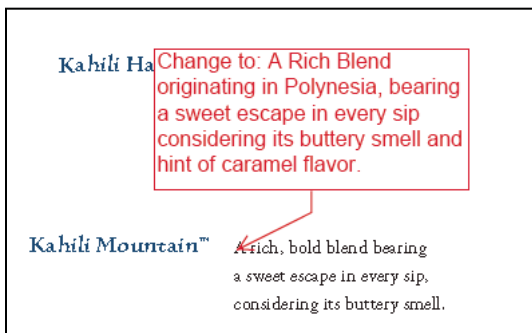 Kahili Ha
Change to: A Rich Blend
originating in Polynesia, bearing
a sweet escape in every sip
considering its buttery smell and
hint of caramel flavor.
Kahili Mountain™
A rich, bold blend bearing
a sweet escape in every sip,
considering its buttery smell.